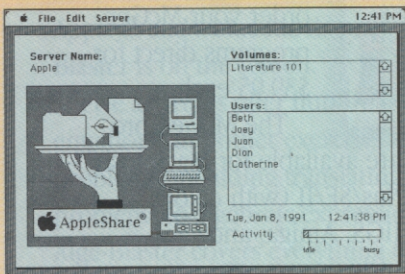 File Edit Server 12:41 PM
Server Name:
Apple
Volumes:
Literature 101
Users:
Beth
Joey
Juan
Dion
Catherine
AppleShare®
Tue, Jan 8, 1991 12:41:38 PM
Activity:
Idle busy